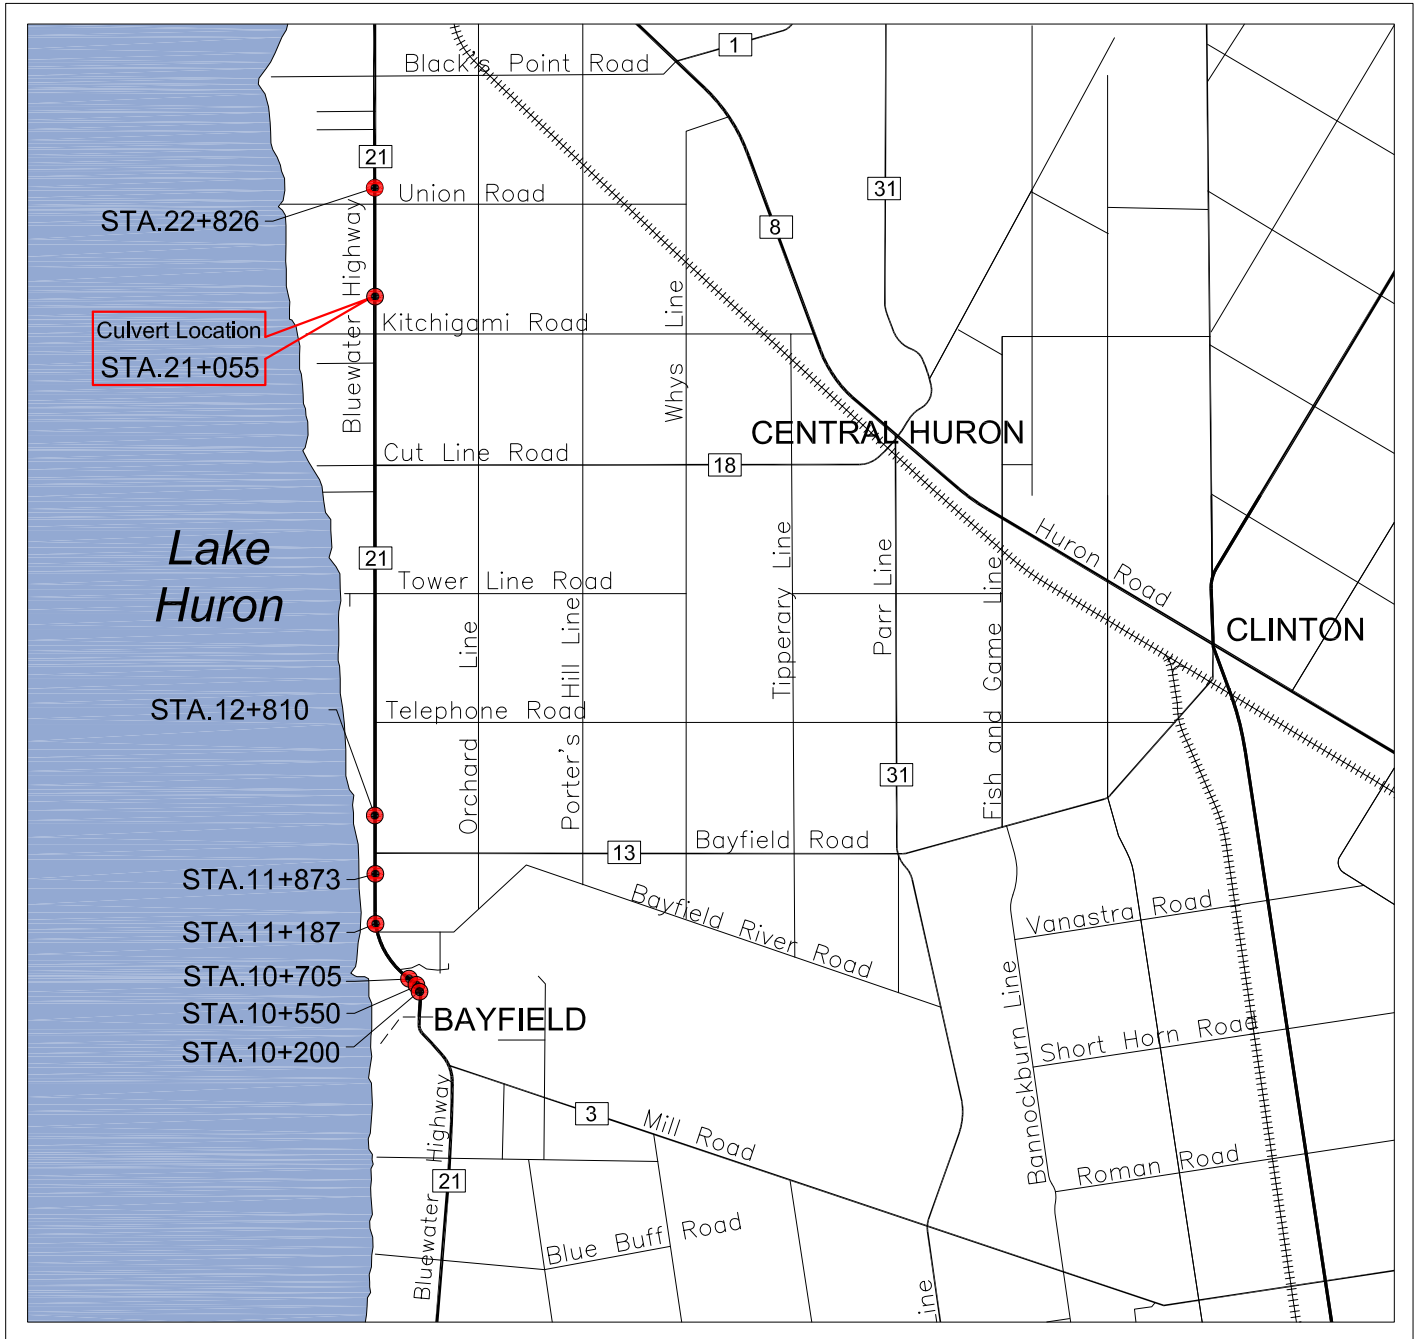 1
Black's Point Road
21
31
Union Road
STA.22+826
8
Bluewater Highway
Culvert Location
STA.21+055
Kitchigami Road
Whys Line
CENTRAL HURON
Cut Line Road
18
Lake
Huron
21
Huron Road
Tower Line Road
Orchard Line
Porter's Hill Line
Tipperary Line
Parr Line
Fish and Game Line
CLINTON
STA.12+810
Telephone Road
31
13
Bayfield Road
STA.11+873
Bayfield River Road
Vanastra Road
STA.11+187
STA.10+705
STA.10+550
BAYFIELD
STA.10+200
Bannockburn Line
Short Horn Road
3
Mill Road
Bluewater Highway
21
Roman Road
Blue Buff Road
ine